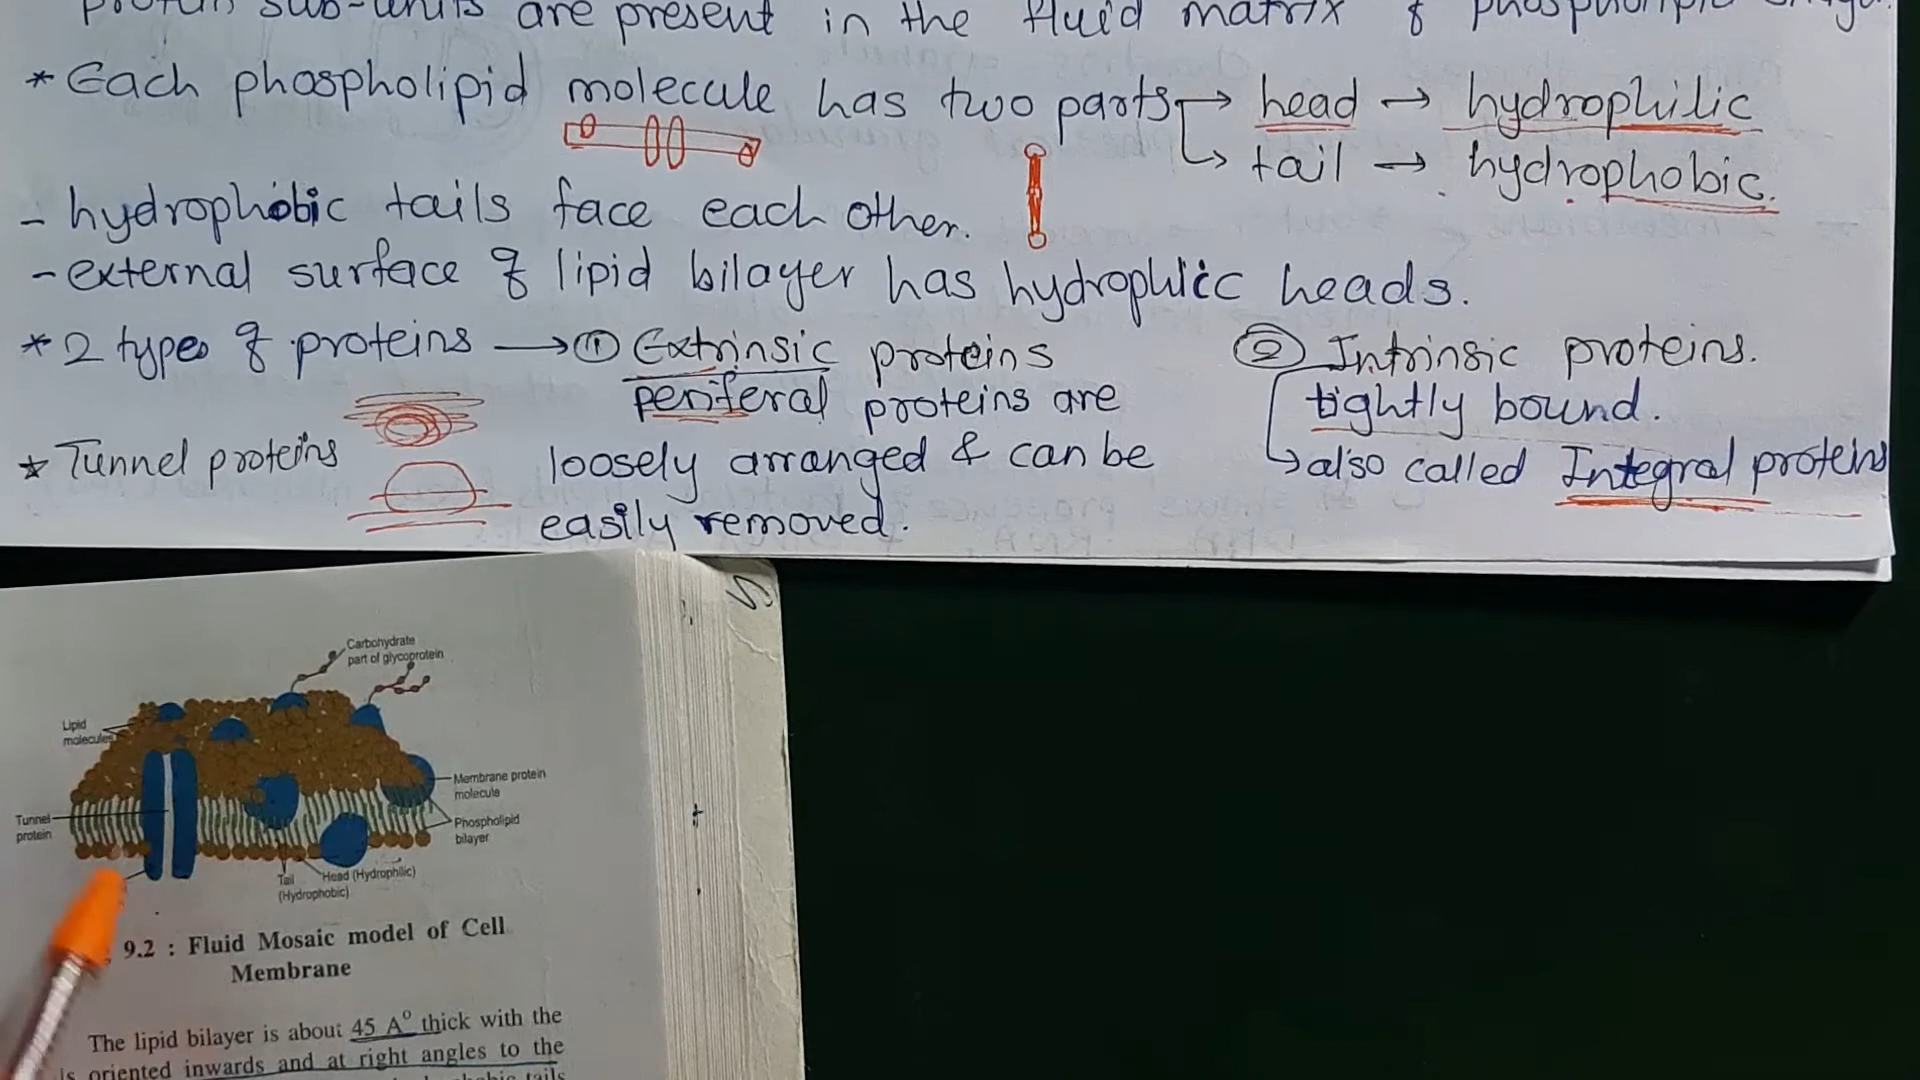 sub-units are present in the fluid matrix of
* Each phospholipid molecule has two parts → head → hydrophilic
→ tail → hydrophobic.
- hydrophobic tails face each other.
- external surface of lipid bilayer has hydrophlic heads.
* 2 types of proteins → ① Extrinsic proteins
periferal proteins are
loosely arranged & can be
easily removed.
② Intrinsic proteins.
tightly bound.
also called Integral proteins
* Tunnel proteins
Carbohydrate
part of glycoprotein
Lipid
molecules
Membrane protein
molecule
Tunnel
protein
Phospholipid
bilayer
Tail
(Hydrophobic)
Head (Hydrophilic)
9.2 : Fluid Mosaic model of Cell
Membrane
The lipid bilayer is about 45 A° thick with the
is oriented inwards and at right angles to the
tails